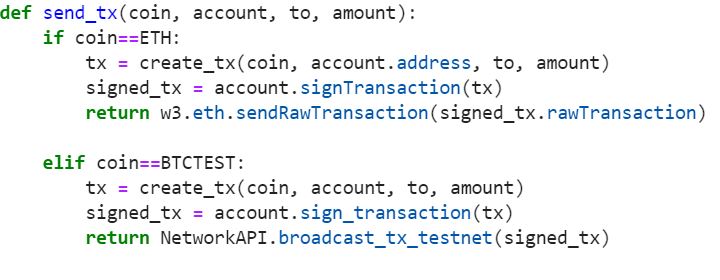 def send_tx(coin, account, to, amount):
    if coin==ETH:
        tx = create_tx(coin, account.address, to, amount)
        signed_tx = account.signTransaction(tx)
        return w3.eth.sendRawTransaction(signed_tx.rawTransaction)

    elif coin==BTCTEST:
        tx = create_tx(coin, account, to, amount)
        signed_tx = account.sign_transaction(tx)
        return NetworkAPI.broadcast_tx_testnet(signed_tx)